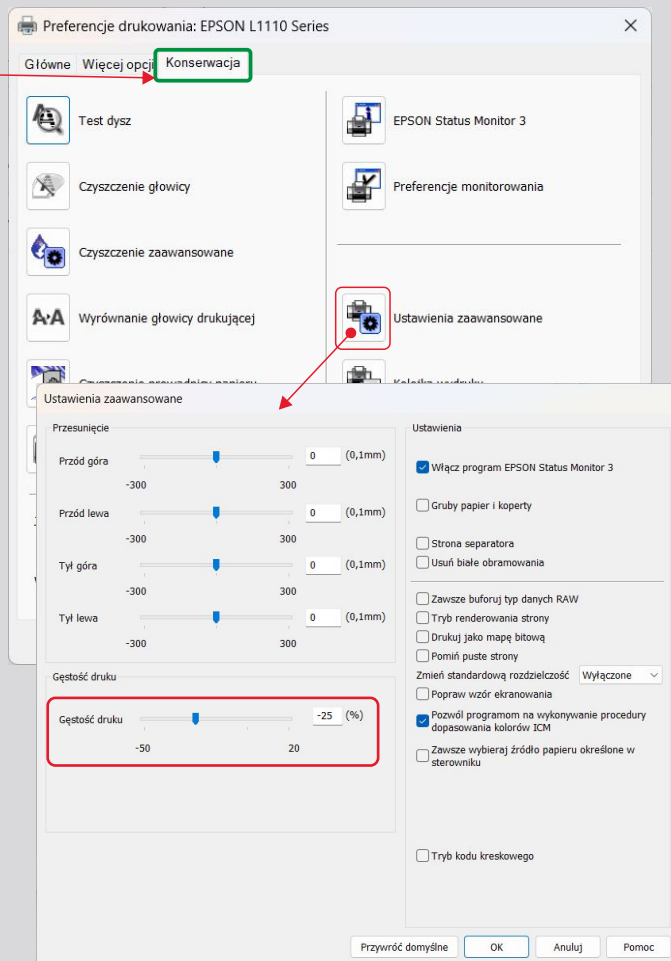 Preferencje drukowania: EPSON L1110 Series
Główne
Więcej opcji
Konserwacja
Test dysz
Czyszczenie głowicy
Czyszczenie zaawansowane
A·A
Wyrównanie głowicy drukującej
EPSON Status Monitor 3
Preferencje monitorowania
Ustawienia zaawansowane
Ustawienia zaawansowane
Przesunięcie
Przód góra
0 (0,1mm)
-300 300
Przód lewa
0 (0,1mm)
-300 300
Tył góra
0 (0,1mm)
-300 300
Tył lewa
0 (0,1mm)
-300 300
Gęstość druku
Gęstość druku
-25 (%)
-50 20
Ustawienia
Włącz program EPSON Status Monitor 3
Gruby papier i koperty
Strona separatora
Usuń białe obramowania
Zawsze buforuj typ danych RAW
Tryb renderowania strony
Drukuj jako mapę bitową
Pomiń puste strony
Zmień standardową rozdzielczość Wyłączone
Popraw wzór ekranowania
Pozwól programom na wykonywanie procedury
dopasowania kolorów ICM
Zawsze wybieraj źródło papieru określone w
sterowniku
Tryb kodu kreskowego
Przywróć domyślne
OK
Anuluj
Pomoc